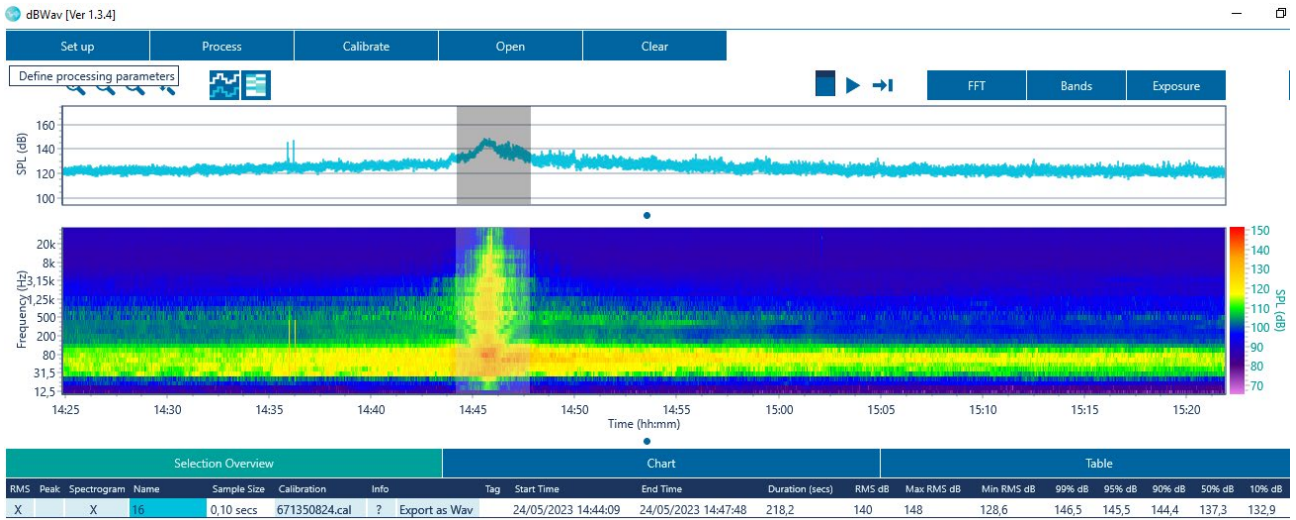 dBWav [Ver 1.3.4]
Set up Process Calibrate Open Clear
Define processing parameters
FFT Bands Exposure
SPL (dB)
160
140
120
100
Frequency (Hz)
20k
8k
3,15k
1,25k
500
200
80
31,5
12,5
150
140
130
120
110
100
90
80
70
SPL (dB)
14:25 14:30 14:35 14:40 14:45 14:50 14:55 15:00 15:05 15:10 15:15 15:20
Time (hh:mm)
Selection Overview Chart Table
RMS Peak Spectrogram Name Sample Size Calibration Info Tag Start Time End Time Duration (secs) RMS dB Max RMS dB Min RMS dB 99% dB 95% dB 90% dB 50% dB 10% dB
X X 16 0,10 secs 671350824.cal ? Export as Wav 24/05/2023 14:44:09 24/05/2023 14:47:48 218,2 140 148 128,6 146,5 145,5 144,4 137,3 132,9